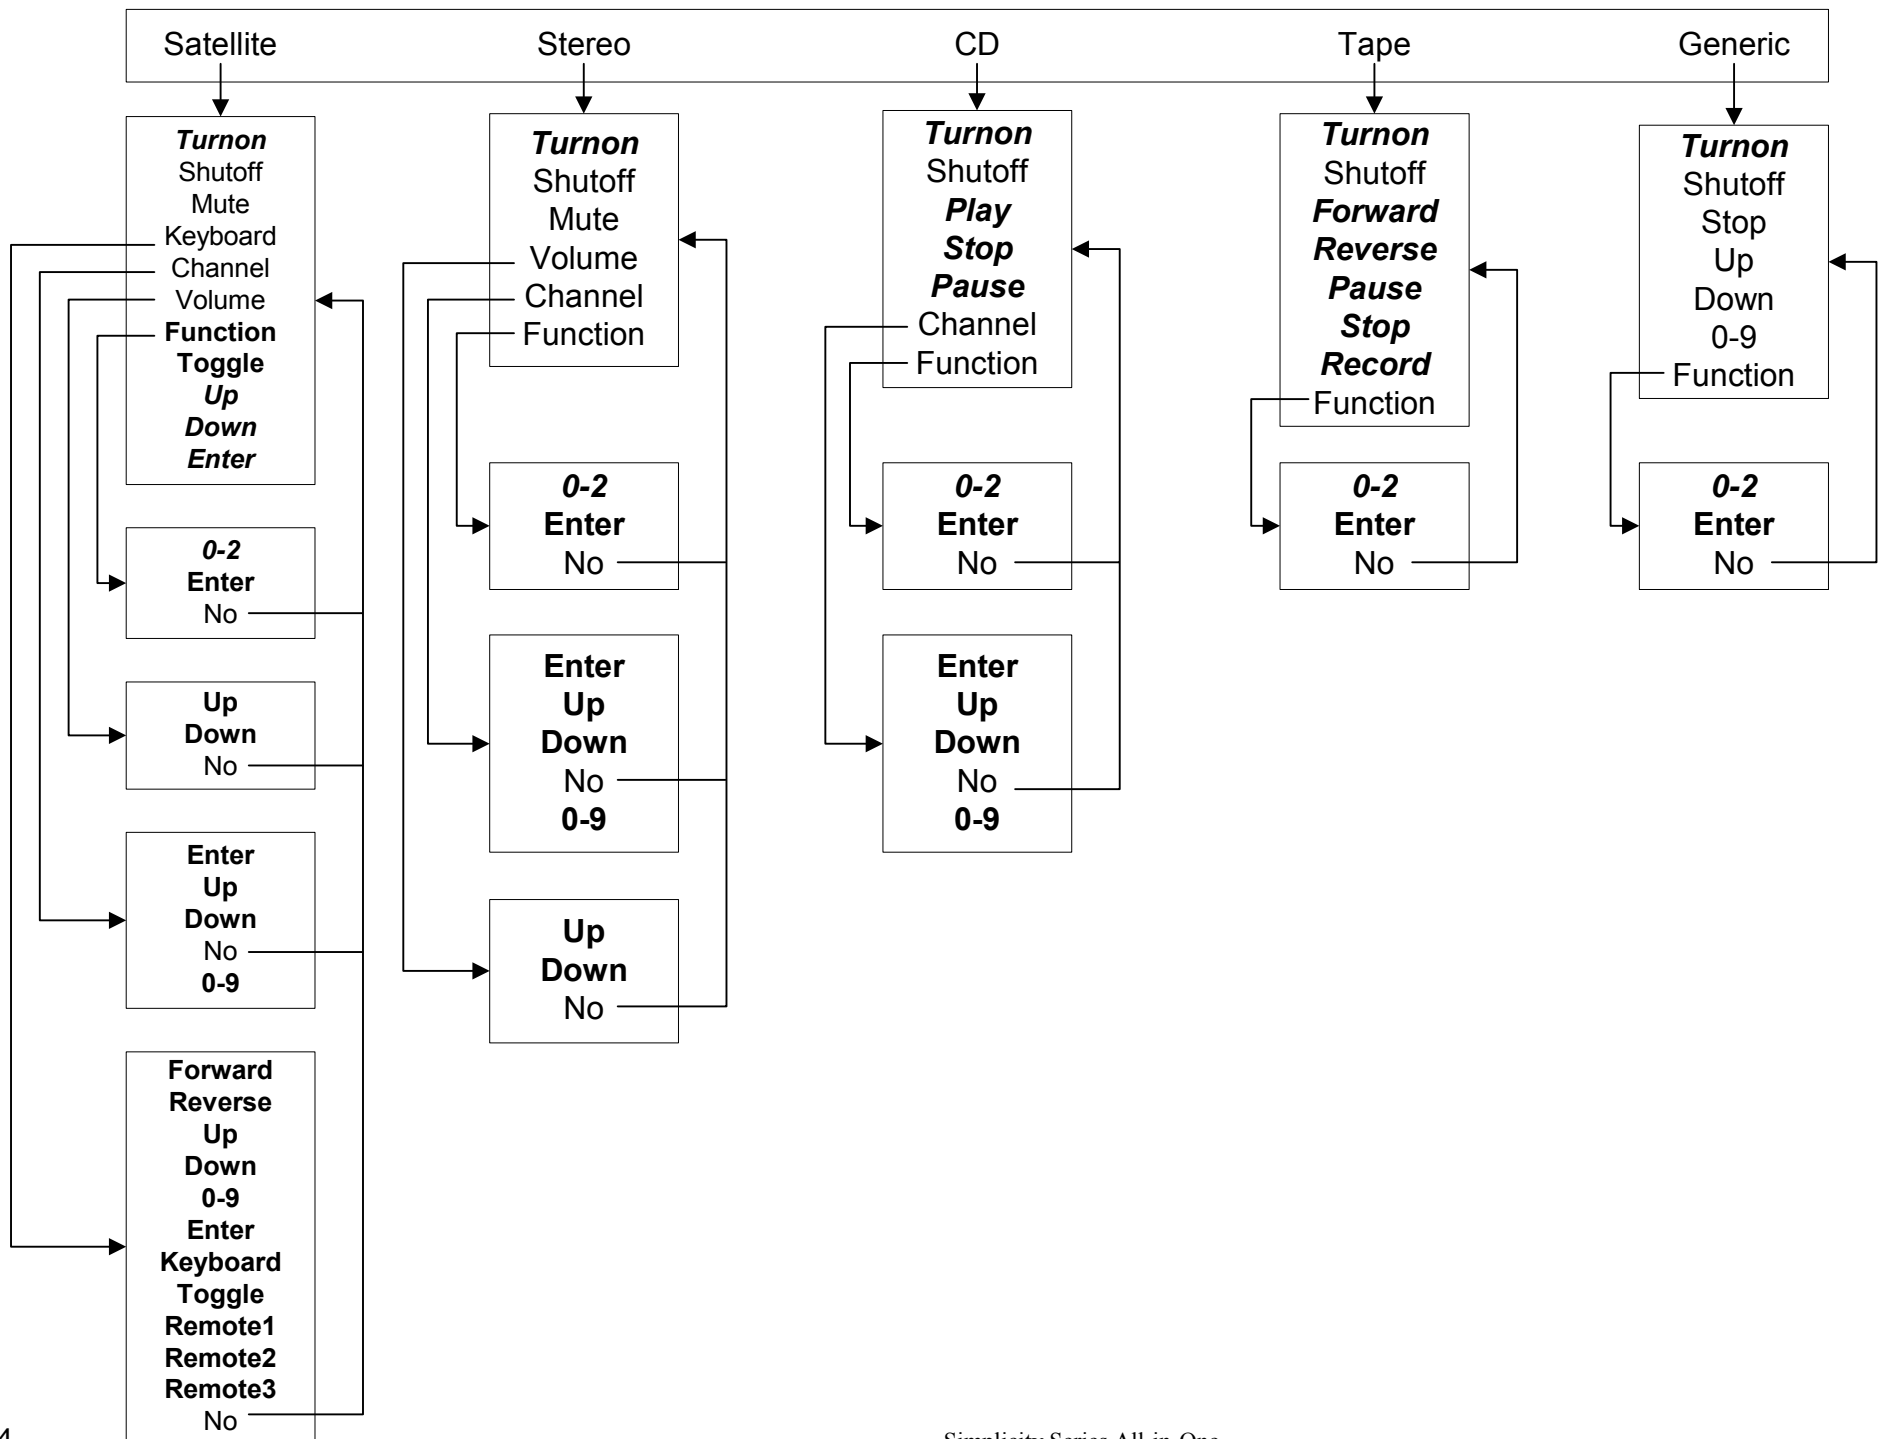 Satellite
Stereo
CD
Tape
Generic
Turnon
Shutoff
Mute
Keyboard
Channel
Volume
Function
Toggle
Up
Down
Enter
0-2
Enter
No
Up
Down
No
Enter
Up
Down
No
0-9
Forward
Reverse
Up
Down
0-9
Enter
Keyboard
Toggle
Remote1
Remote2
Remote3
No
Turnon
Shutoff
Mute
Volume
Channel
Function
0-2
Enter
No
Enter
Up
Down
No
0-9
Up
Down
No
Turnon
Shutoff
Play
Stop
Pause
Channel
Function
0-2
Enter
No
Enter
Up
Down
No
0-9
Turnon
Shutoff
Forward
Reverse
Pause
Stop
Record
Function
0-2
Enter
No
Turnon
Shutoff
Stop
Up
Down
0-9
Function
0-2
Enter
No
Simplicity Series All-in-One